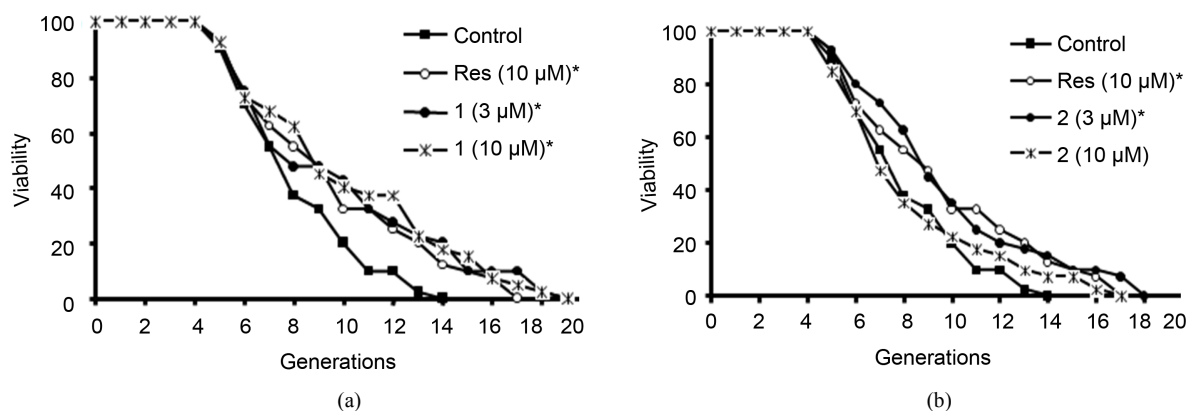 100
80
60
40
20
0
Viability
0 2 4 6 8 10 12 14 16 18 20
Generations
Control
Res (10 µM)*
1 (3 µM)*
1 (10 µM)*
(a)
100
80
60
40
20
0
Viability
0 2 4 6 8 10 12 14 16 18 20
Generations
Control
Res (10 µM)*
2 (3 µM)*
2 (10 µM)
(b)